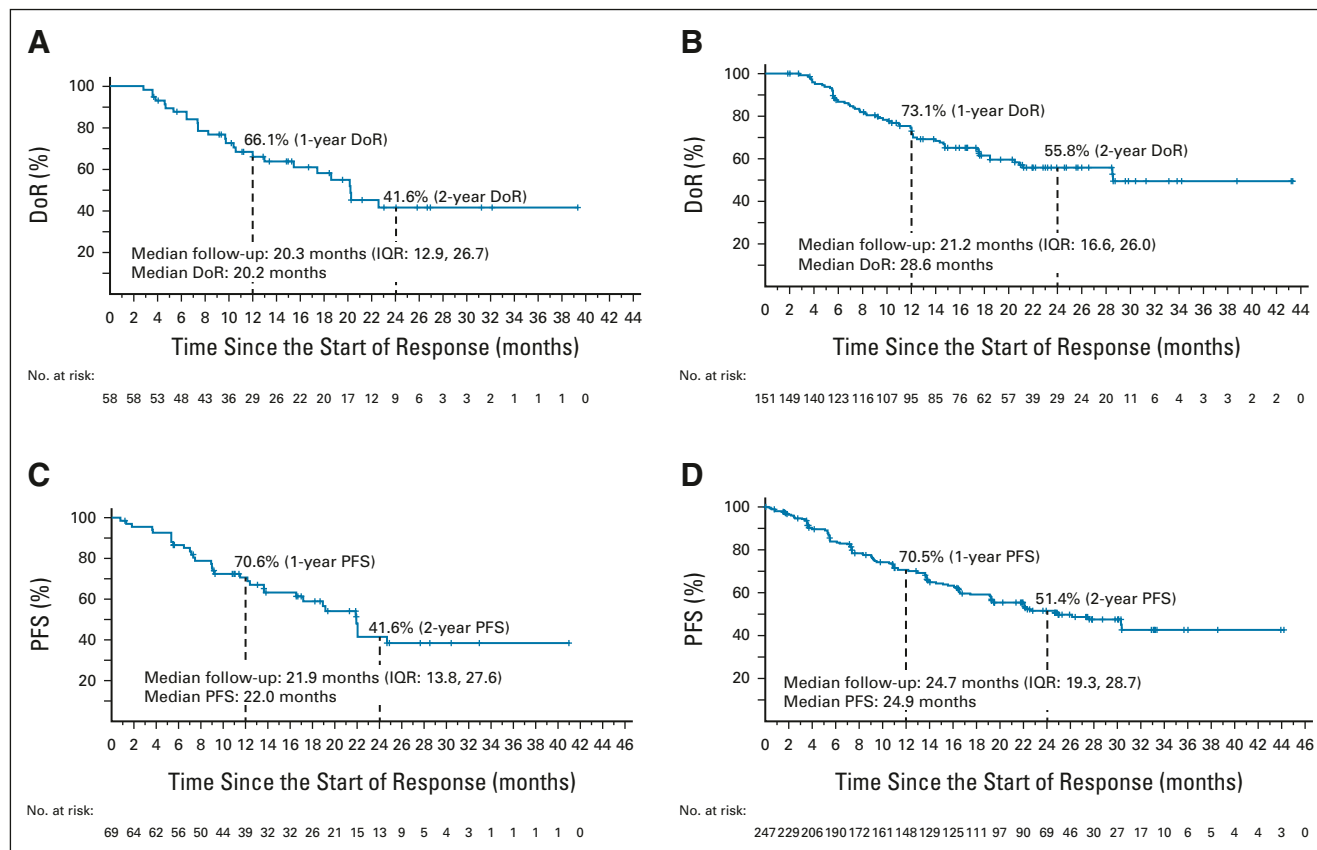 A
DoR (%)
100
80
60
40
20
66.1% (1-year DoR)
41.6% (2-year DoR)
Median follow-up: 20.3 months (IQR: 12.9, 26.7)
Median DoR: 20.2 months
0 2 4 6 8 10 12 14 16 18 20 22 24 26 28 30 32 34 36 38 40 42 44
Time Since the Start of Response (months)
No. at risk:
58 58 53 48 43 36 29 26 22 20 17 12 9 6 3 3 2 1 1 1 0
B
DoR (%)
100
80
60
40
20
73.1% (1-year DoR)
55.8% (2-year DoR)
Median follow-up: 21.2 months (IQR: 16.6, 26.0)
Median DoR: 28.6 months
0 2 4 6 8 10 12 14 16 18 20 22 24 26 28 30 32 34 36 38 40 42 44
Time Since the Start of Response (months)
No. at risk:
151 149 140 123 116 107 95 85 76 62 57 39 29 24 20 11 6 4 3 3 2 2 0
C
PFS (%)
100
80
60
40
20
70.6% (1-year PFS)
41.6% (2-year PFS)
Median follow-up: 21.9 months (IQR: 13.8, 27.6)
Median PFS: 22.0 months
0 2 4 6 8 10 12 14 16 18 20 22 24 26 28 30 32 34 36 38 40 42 44 46
Time Since the Start of Response (months)
No. at risk:
69 64 62 56 50 44 39 32 32 26 21 15 13 9 5 4 3 1 1 1 1 0
D
PFS (%)
100
80
60
40
20
70.5% (1-year PFS)
51.4% (2-year PFS)
Median follow-up: 24.7 months (IQR: 19.3, 28.7)
Median PFS: 24.9 months
0 2 4 6 8 10 12 14 16 18 20 22 24 26 28 30 32 34 36 38 40 42 44 46
Time Since the Start of Response (months)
No. at risk:
247 229 206 190 172 161 148 129 125 111 97 90 69 46 30 27 17 10 6 5 4 4 3 0